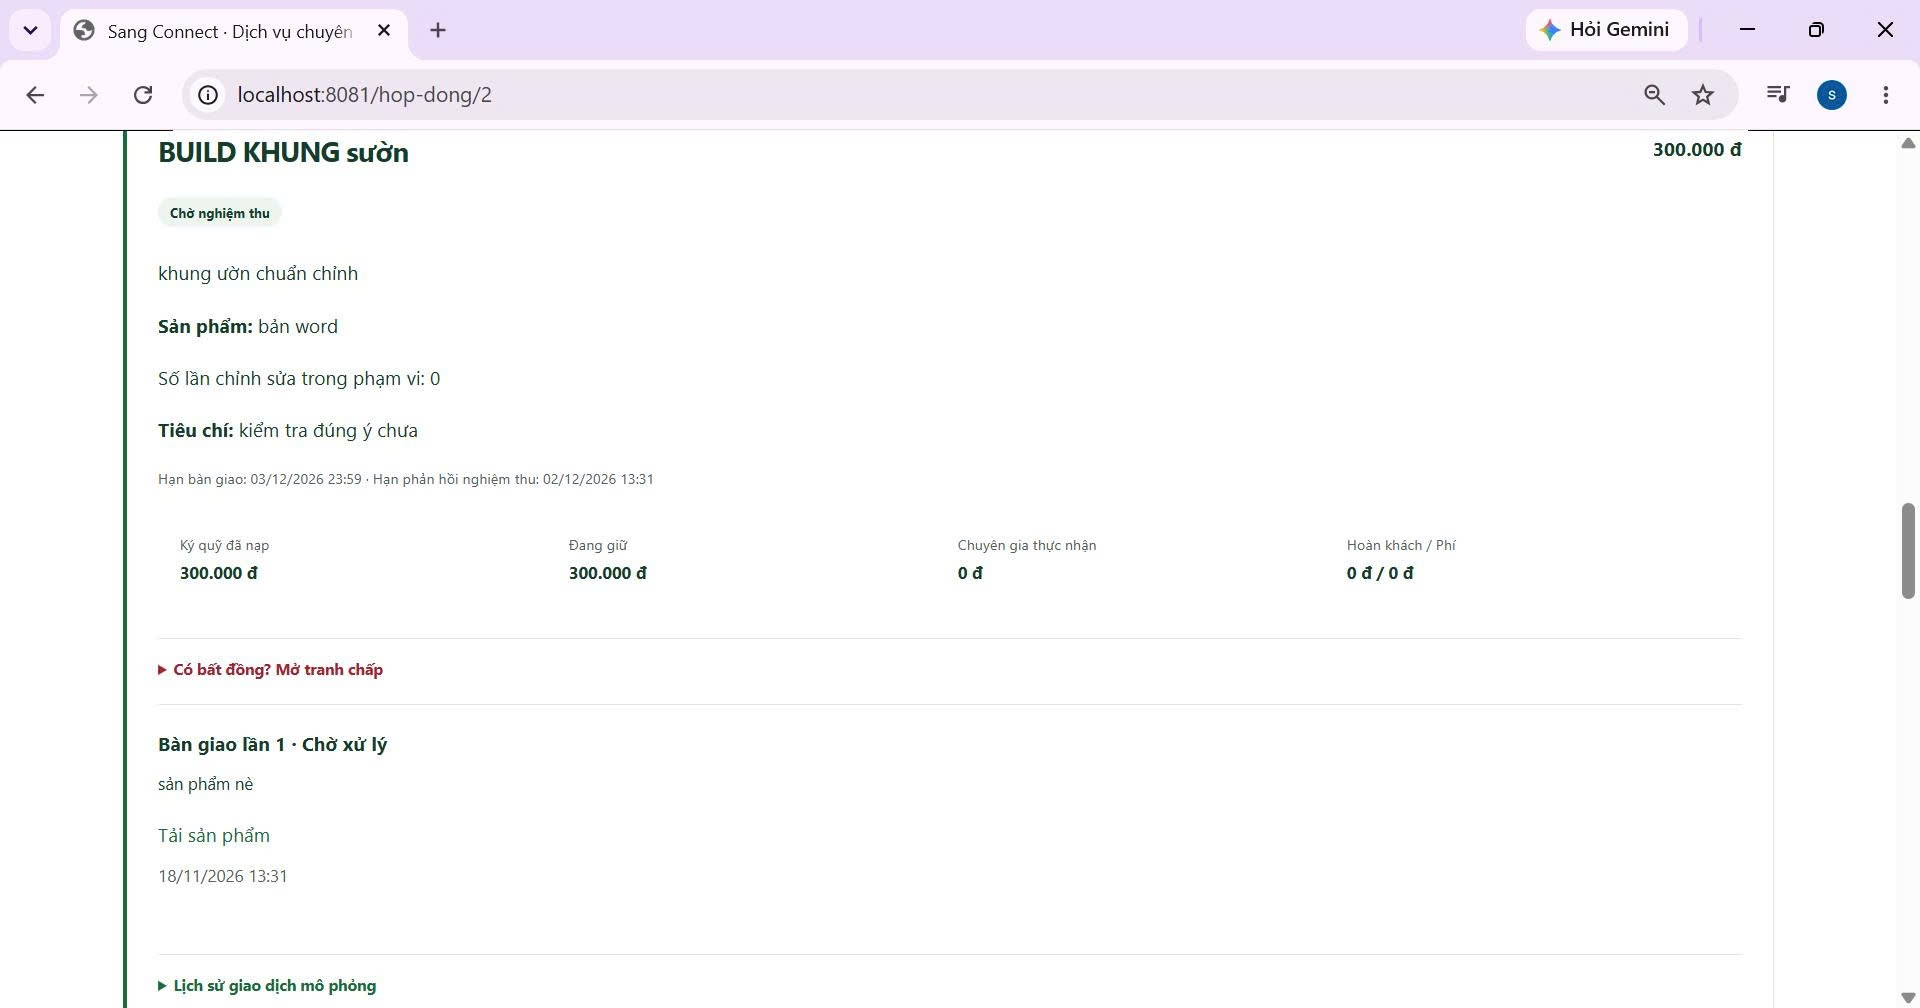 Sang Connect · Dịch vụ chuyên
Hỏi Gemini
localhost:8081/hop-dong/2
S
BUILD KHUNG sườn
300.000 đ
Chờ nghiệm thu
khung ườn chuẩn chỉnh
Sản phẩm: bản word
Số lần chỉnh sửa trong phạm vi: 0
Tiêu chí: kiểm tra đúng ý chưa
Hạn bàn giao: 03/12/2026 23:59 · Hạn phản hồi nghiệm thu: 02/12/2026 13:31
Ký quỹ đã nạp
Đang giữ
Chuyên gia thực nhận
Hoàn khách / Phí
300.000 đ
300.000 đ
0 đ
0 đ / 0 đ
Có bất đồng? Mở tranh chấp
Bàn giao lần 1 · Chờ xử lý
sản phẩm nè
Tải sản phẩm
18/11/2026 13:31
Lịch sử giao dịch mô phỏng